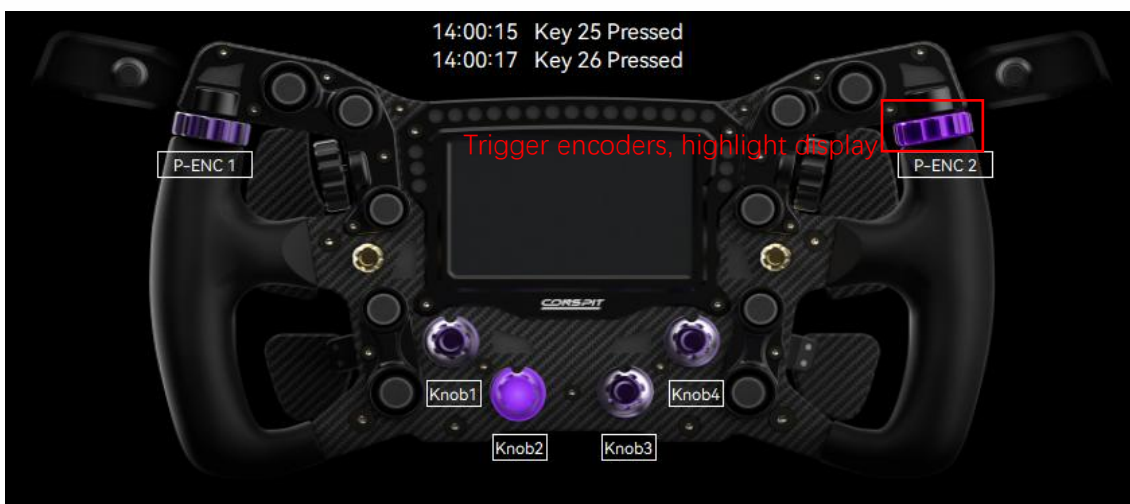 14:00:15 Key 25 Pressed
14:00:17 Key 26 Pressed
Trigger encoders, highlight display
P-ENC 1
P-ENC 2
CORSPIT
Knob1
Knob4
Knob2
Knob3